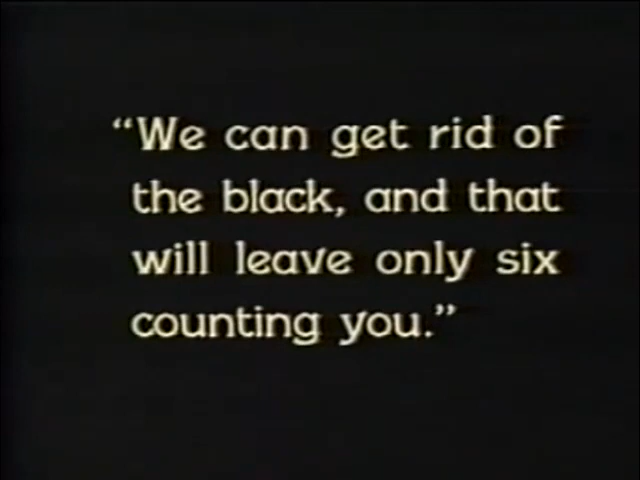 “We can get rid of
the black, and that
will leave only six
counting you.”